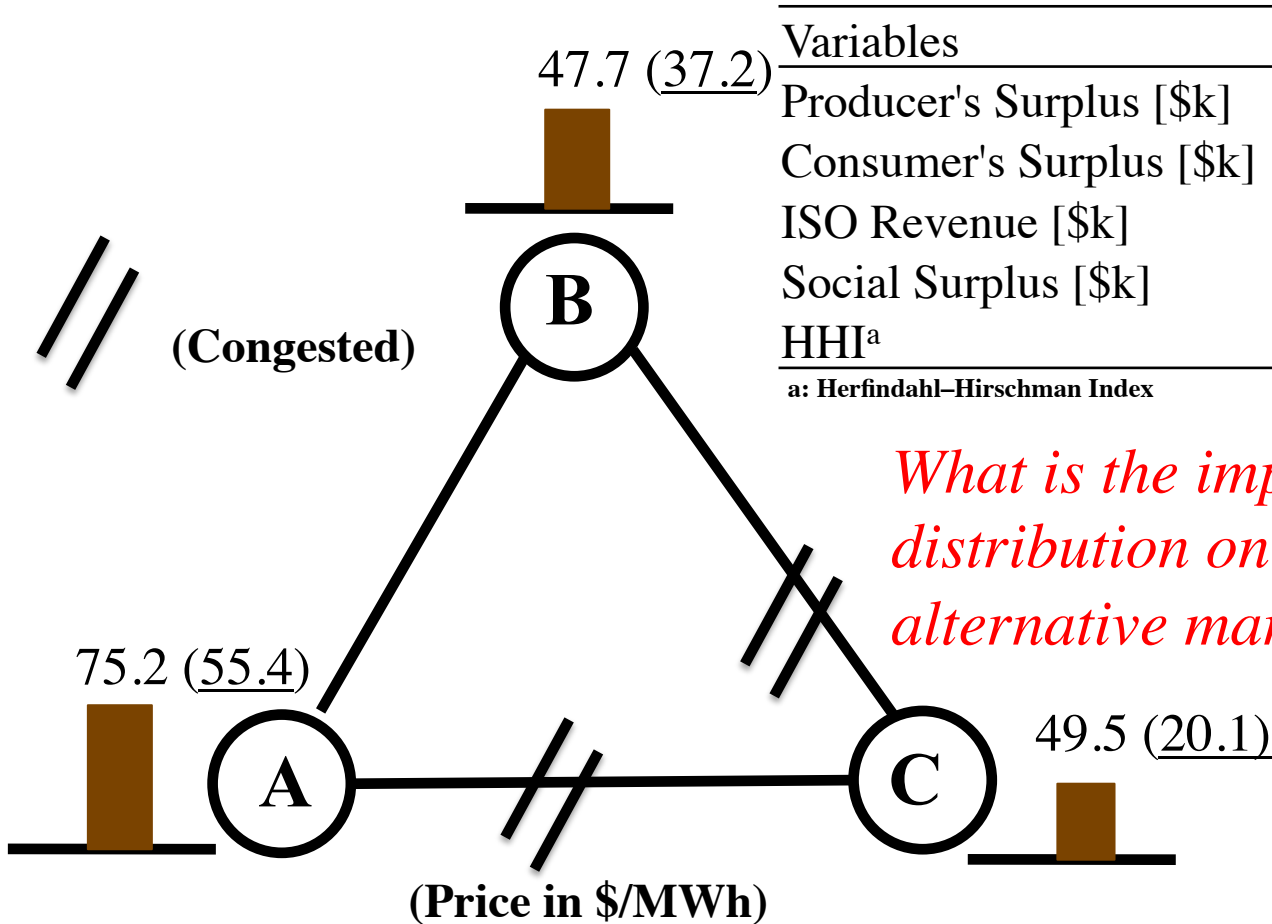 Variables
47.7 (37.2)
Producer's Surplus [$k]
Consumer's Surplus [$k]
ISO Revenue [$k]
Social Surplus [$k]
HHIᵃ
a: Herfindahl–Hirschman Index
(Congested)
B
What is the imp
distribution on
alternative mar
75.2 (55.4)
49.5 (20.1)
A
C
(Price in $/MWh)